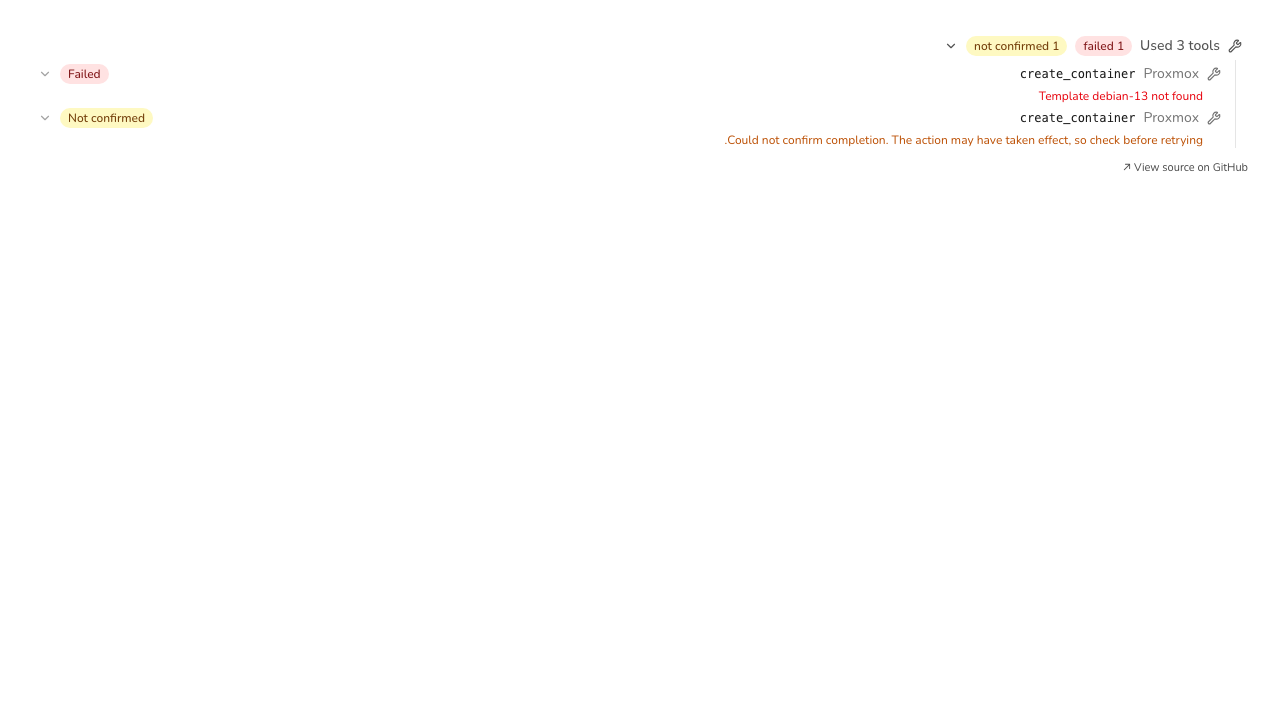 Used 3 tools failed 1 not confirmed 1
Proxmox create_container Failed
Template debian-13 not found
Proxmox create_container Not confirmed
.Could not confirm completion. The action may have taken effect, so check before retrying
View source on GitHub ↗